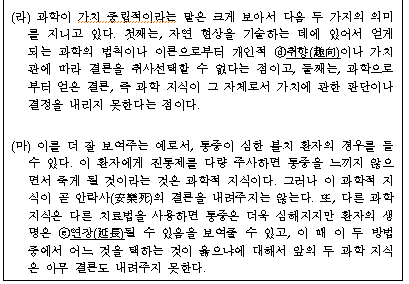 (라) 과학이 가치 중립적이라는 말은 크게 보아서 다음 두 가지의 의미
를 지니고 있다. 첫째는, 자연 현상을 기술하는 데에 있어서 얻게
되는 과학의 법칙이나 이론으로부터 개인적 ⓓ취향(趣向)이나 가치
관에 따라 결론을 취사선택할 수 없다는 점이고, 둘째는, 과학으로
부터 얻은 결론, 즉 과학 지식이 그 자체로서 가치에 관한 판단이나
결정을 내리지 못한다는 점이다.
(마) 이를 더 잘 보여주는 예로서, 통증이 심한 불치 환자의 경우를 들
수 있다. 이 환자에게 진통제를 다량 주사하면 통증을 느끼지 않으
면서 죽게 될 것이라는 것은 과학적 지식이다. 그러나 이 과학적 지
식이 곧 안락사(安樂死)의 결론을 내려주지는 않는다. 또, 다른 과학
지식은 다른 치료법을 사용하면 통증은 더욱 심해지지만 환자의 생
명은 ⓔ연장(延長)될 수 있음을 보여줄 수 있고, 이 때 이 두 방법
중에서 어느 것을 택하는 것이 옳으냐에 대해서 앞의 두 과학 지식
은 아무 결론도 내려주지 못한다.